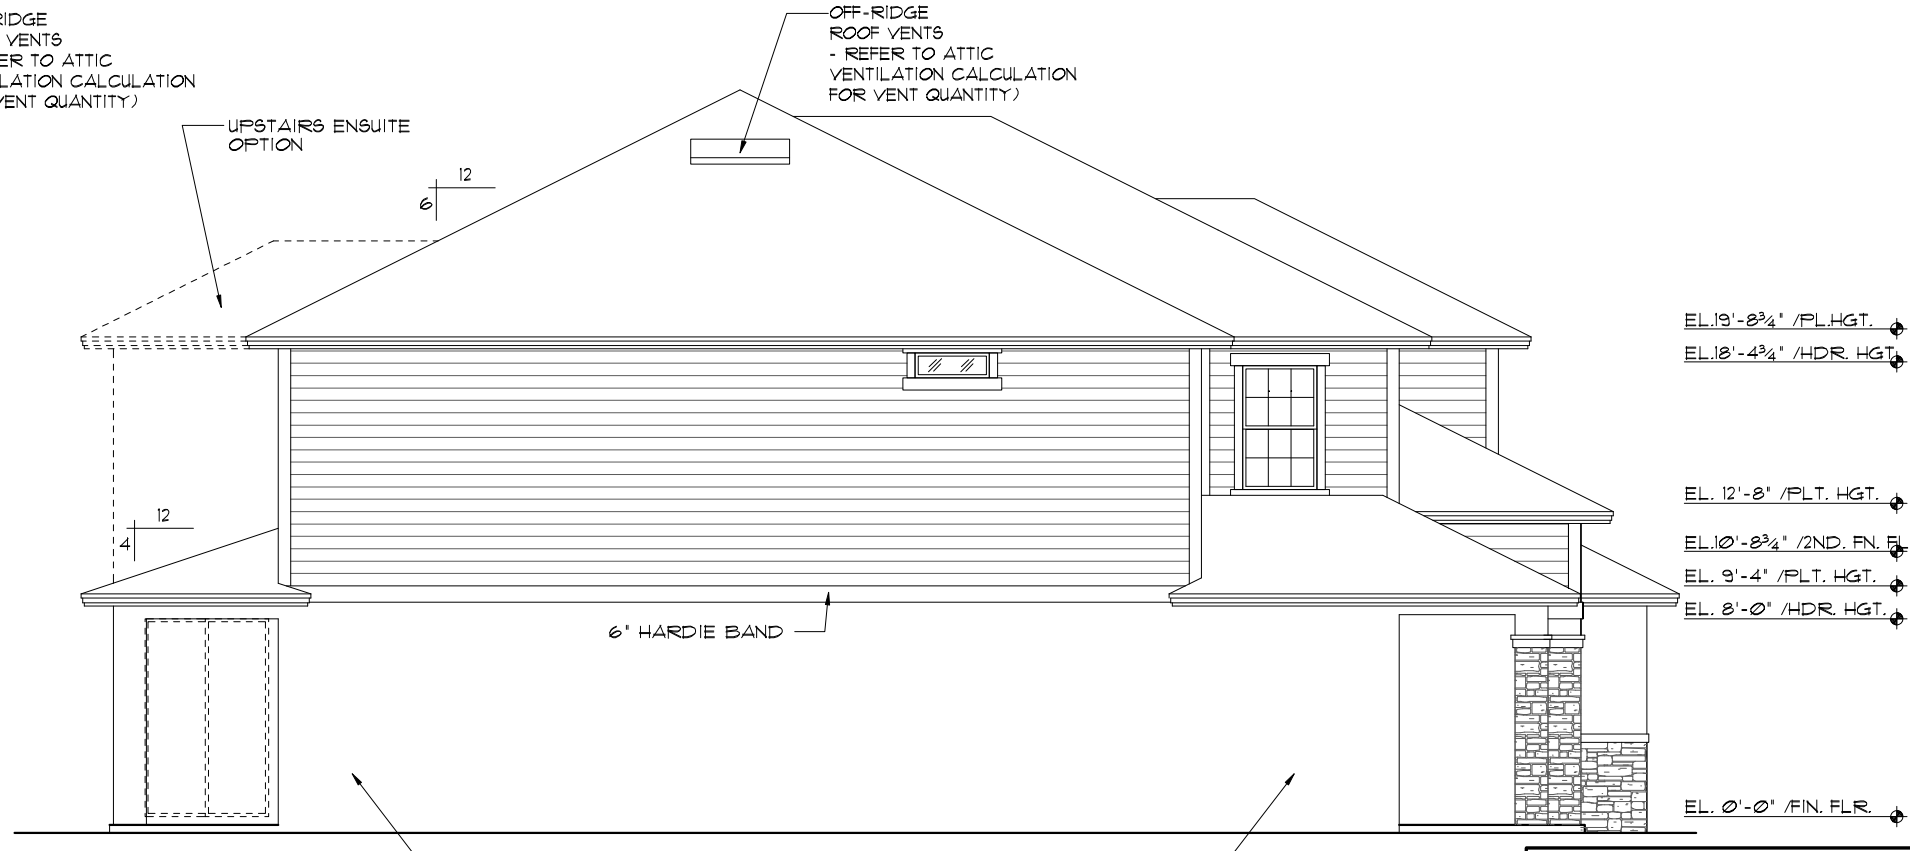 RIDGE
VENTS
ER TO ATTIC
LATION CALCULATION
VENT QUANTITY)
OFF-RIDGE
ROOF VENTS
- REFER TO ATTIC
VENTILATION CALCULATION
FOR VENT QUANTITY)
UPSTAIRS ENSUITE
OPTION
12
6
12
4
6" HARDIE BAND
EL.19'-8¾" /PL.HGT.
EL.18'-4¾" /HDR. HGT
EL. 12'-8" /PLT. HGT.
EL.10'-8¾" /2ND. FN. FL
EL. 9'-4" /PLT. HGT.
EL. 8'-0" /HDR. HGT.
EL. 0'-0" /FIN. FLR.